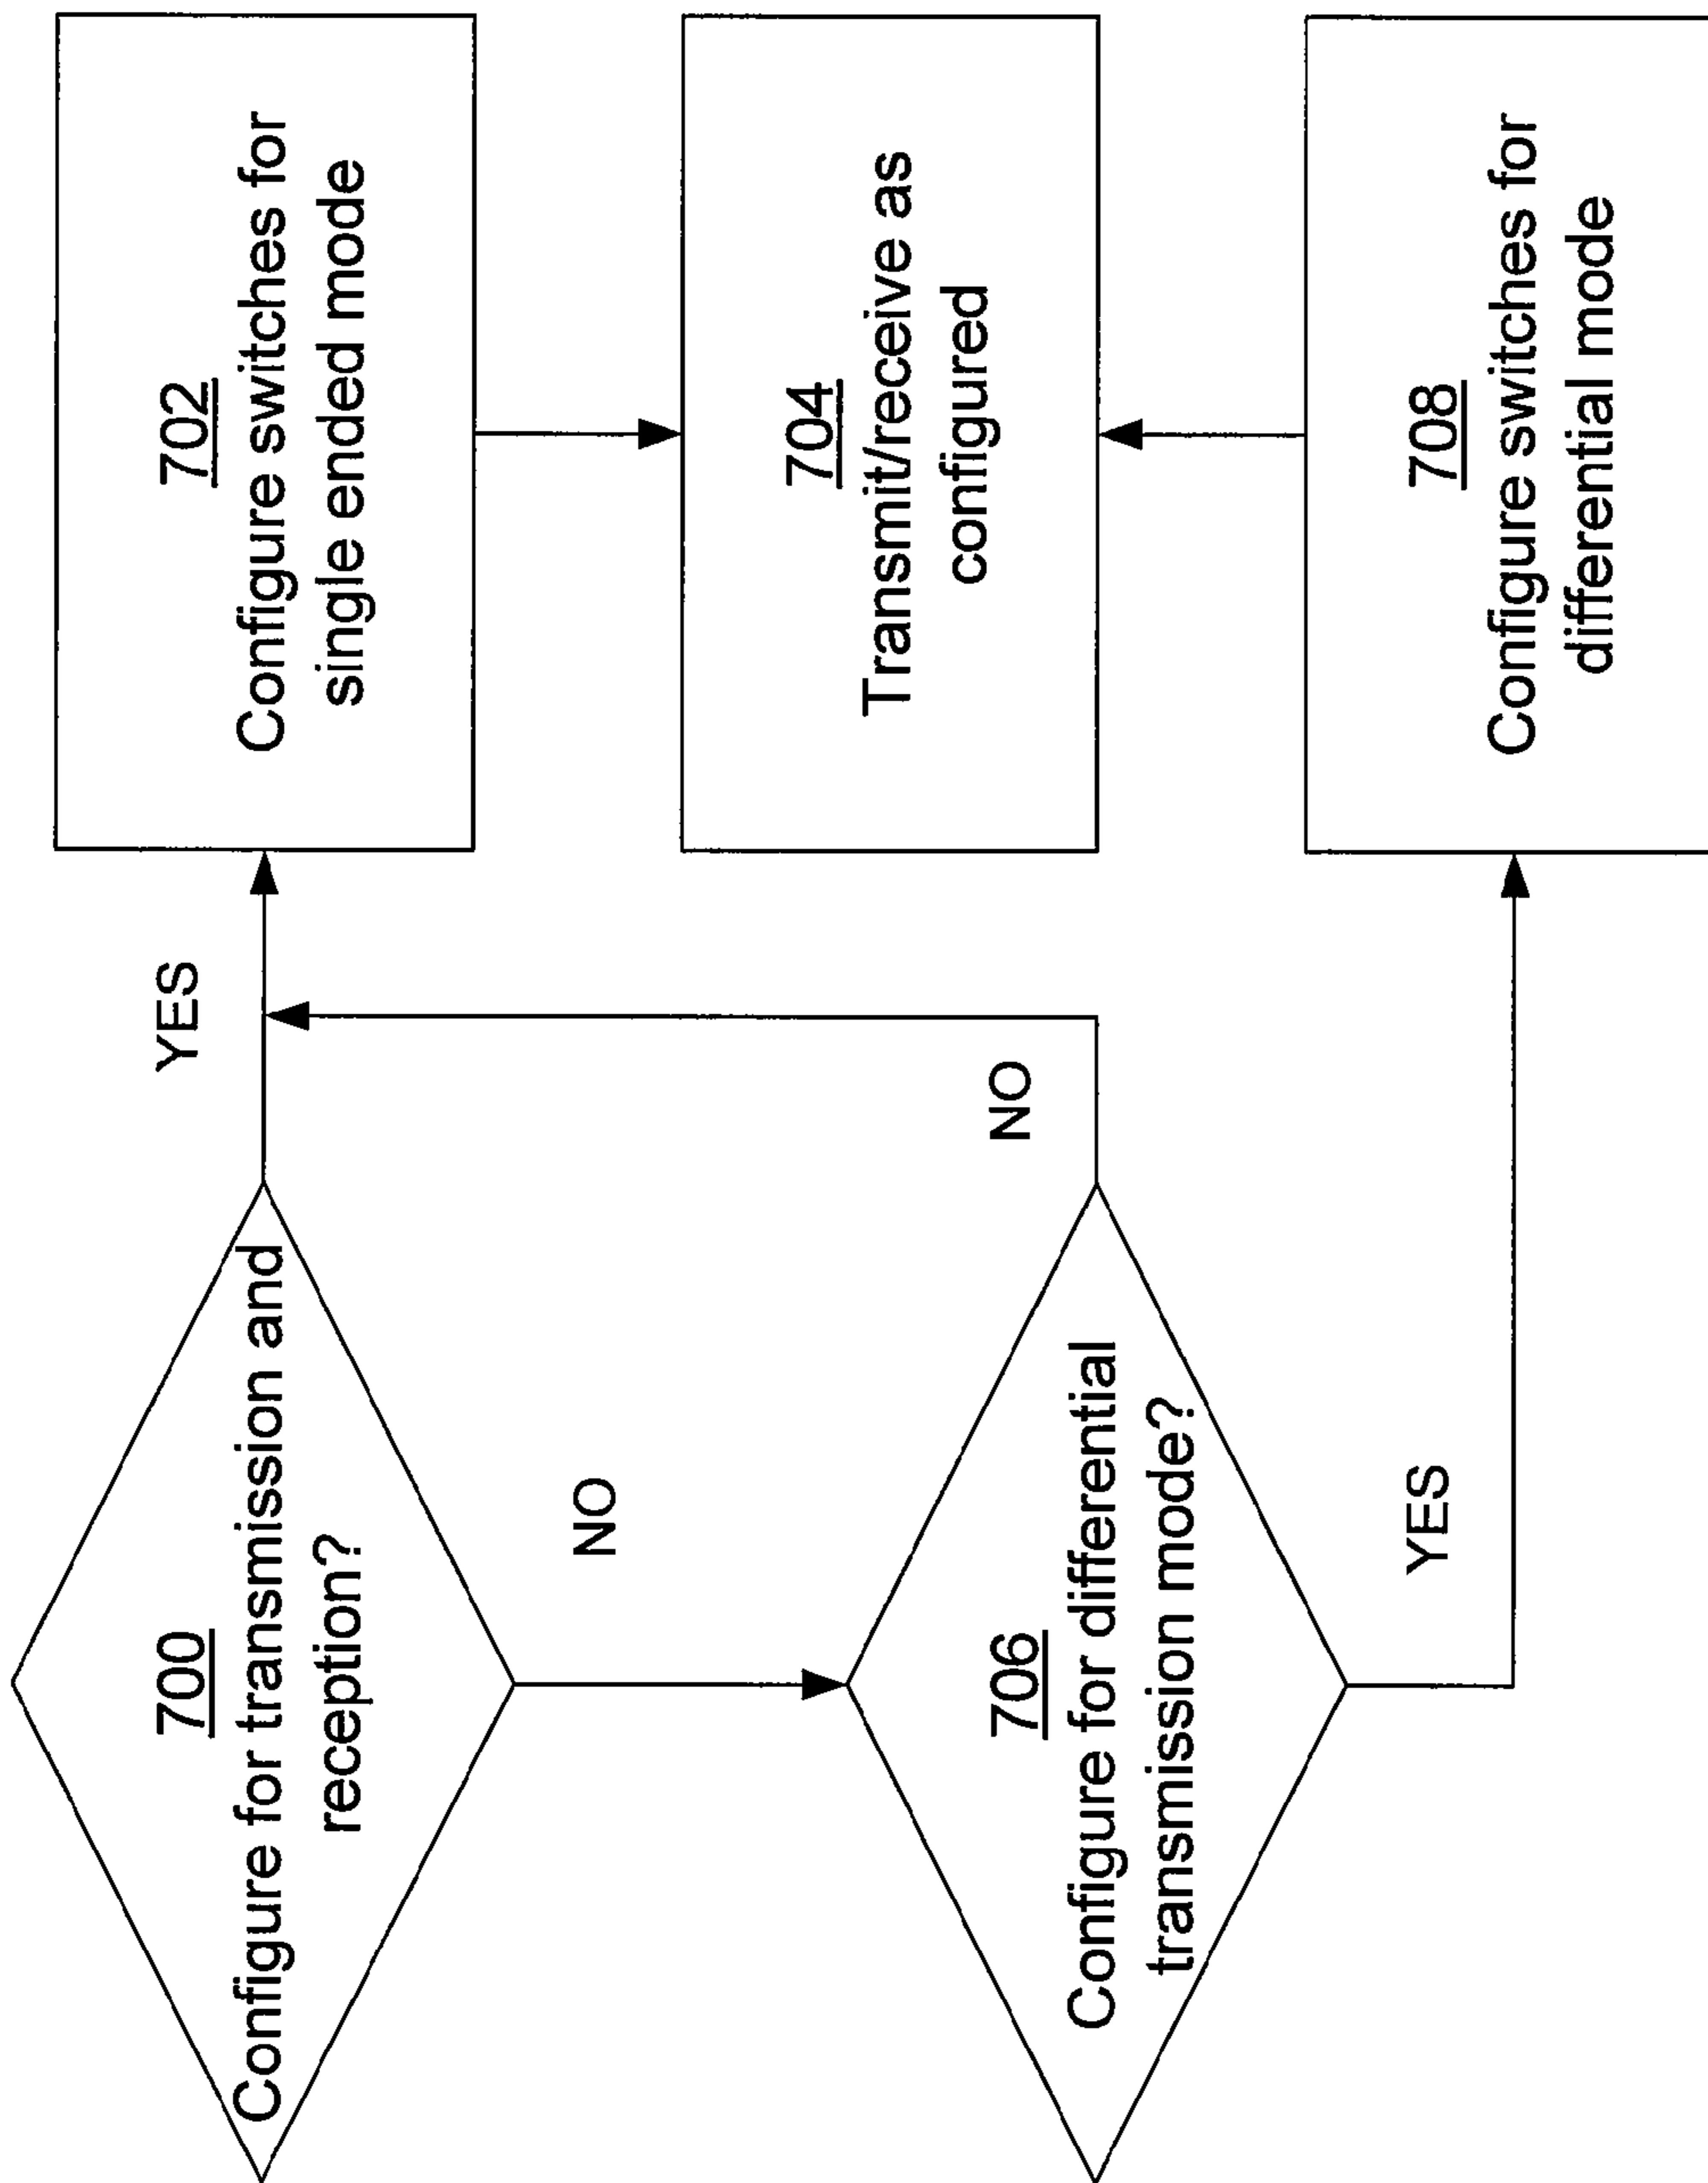 700
Configure for transmission and
reception?
YES
702
Configure switches for
single ended mode
NO
704
Transmit/receive as
configured
706
Configure for differential
transmission mode?
NO
YES
708
Configure switches for
differential mode